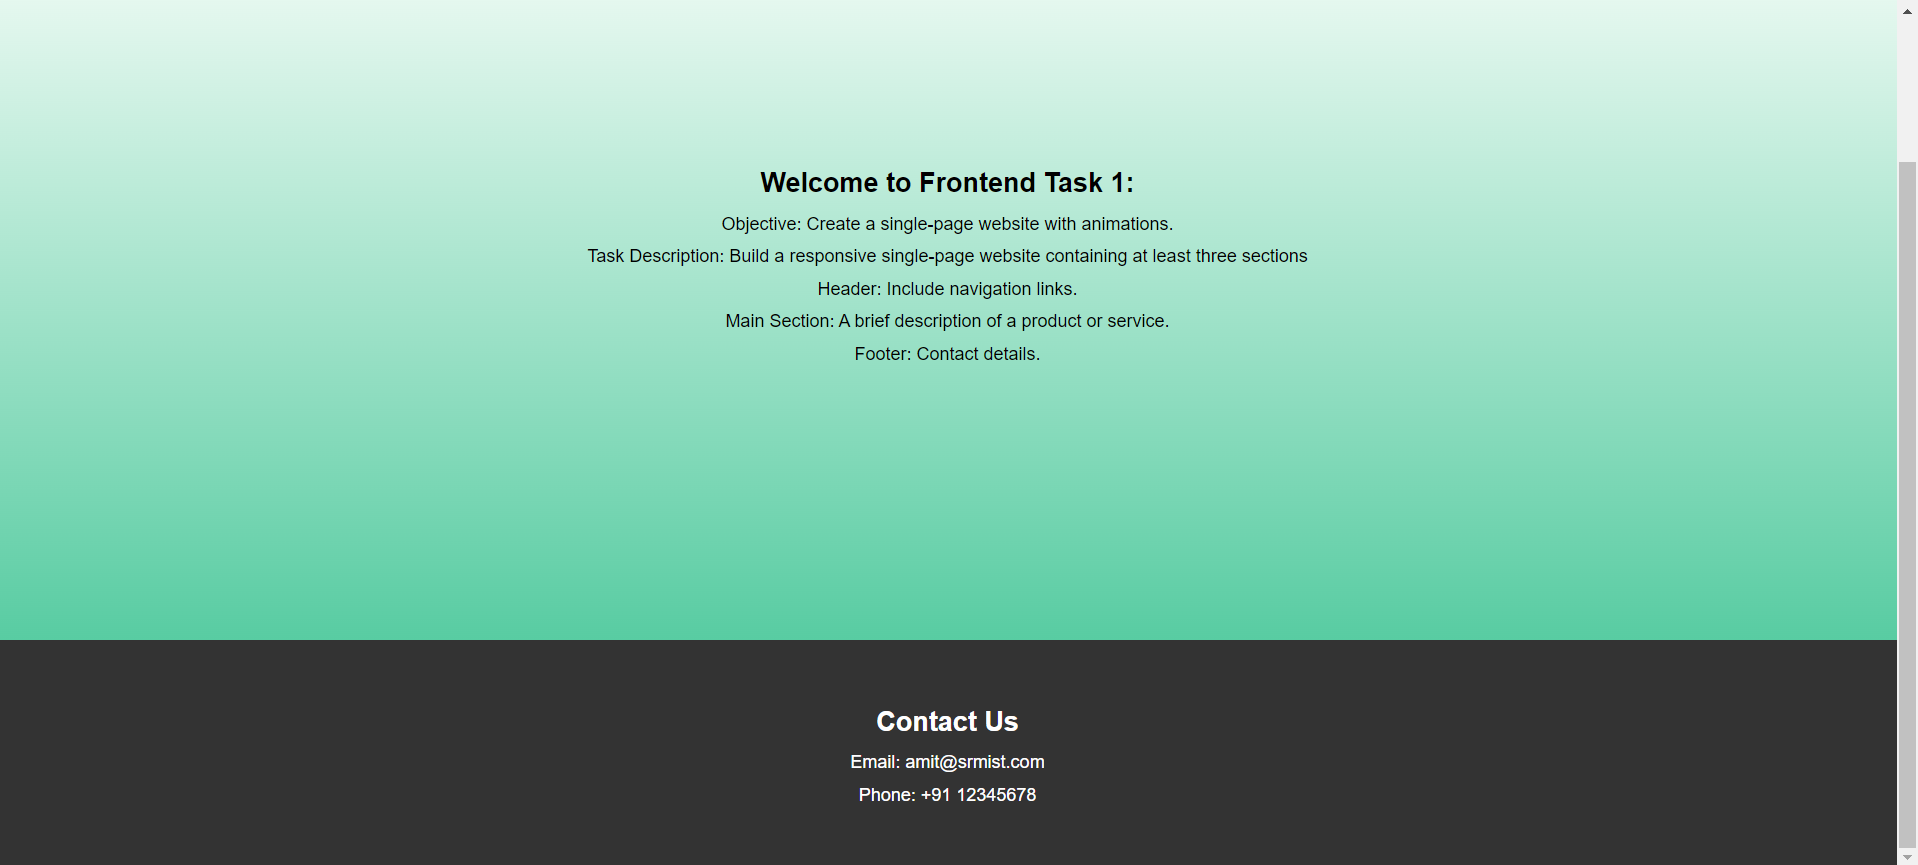 Welcome to Frontend Task 1:
Objective: Create a single-page website with animations.
Task Description: Build a responsive single-page website containing at least three sections
Header: Include navigation links.
Main Section: A brief description of a product or service.
Footer: Contact details.
Contact Us
Email: amit@srmist.com
Phone: +91 12345678